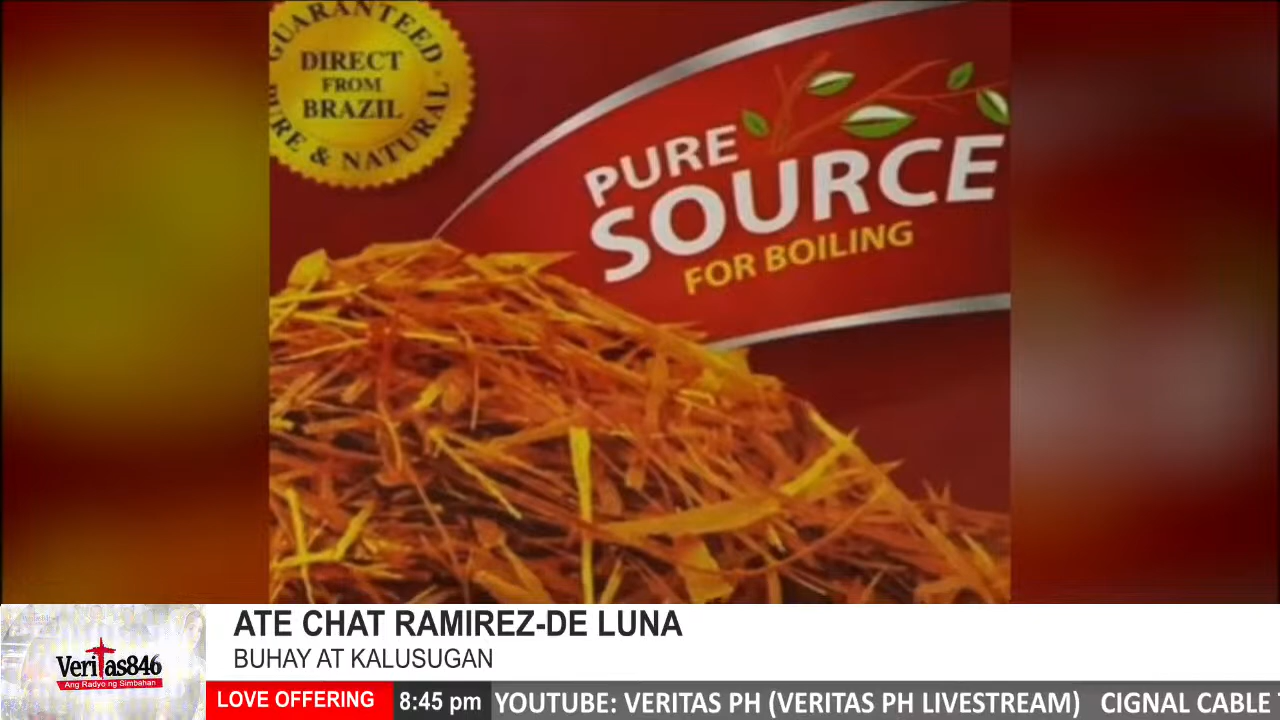 GUARANTEED
DIRECT
FROM
BRAZIL
PURE & NATURAL
PURE
SOURCE
FOR BOILING
ATE CHAT RAMIREZ-DE LUNA
BUHAY AT KALUSUGAN
Veritas846
Ang Radyo ng Simbahan
LOVE OFFERING
8:45 pm
YOUTUBE: VERITAS PH (VERITAS PH LIVESTREAM) CIGNAL CABLE